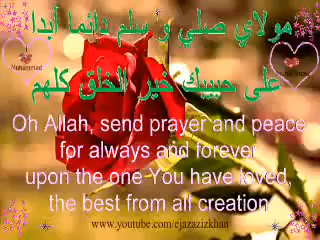 مولاي صلي و سلم دائما أبدا
على حبيبك خير الخلق كلهم
Muhammad
Oh Allah, send prayer and peace
for always and forever
upon the one You have loved,
the best from all creation
www.youtube.com/ejazazizkhan